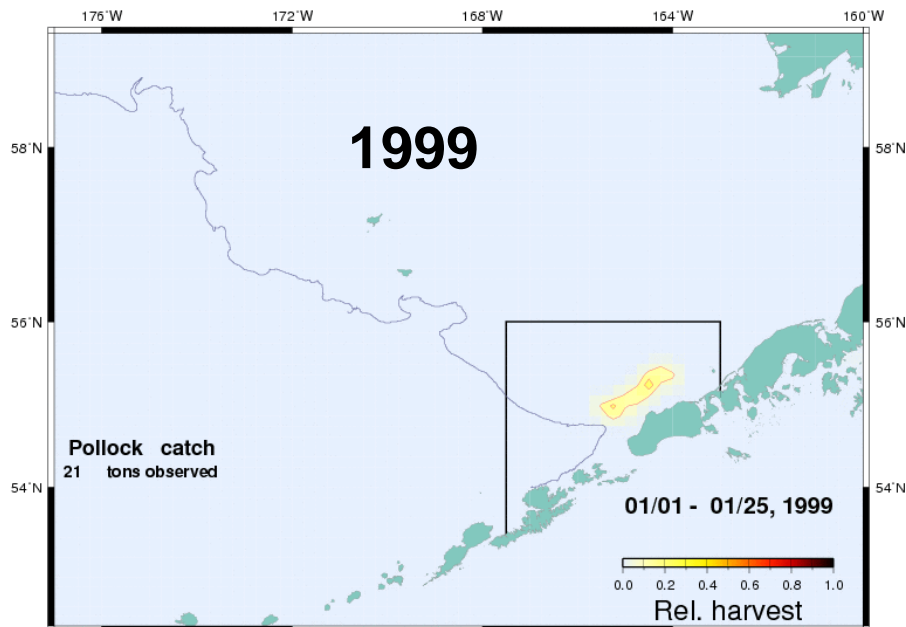 176˚W 172˚W 168˚W 164˚W 160˚W
1999
58˚N 58˚N
56˚N 56˚N
Pollock catch
21 tons observed
54˚N 54˚N
01/01 - 01/25, 1999
0.0 0.2 0.4 0.6 0.8 1.0
Rel. harvest